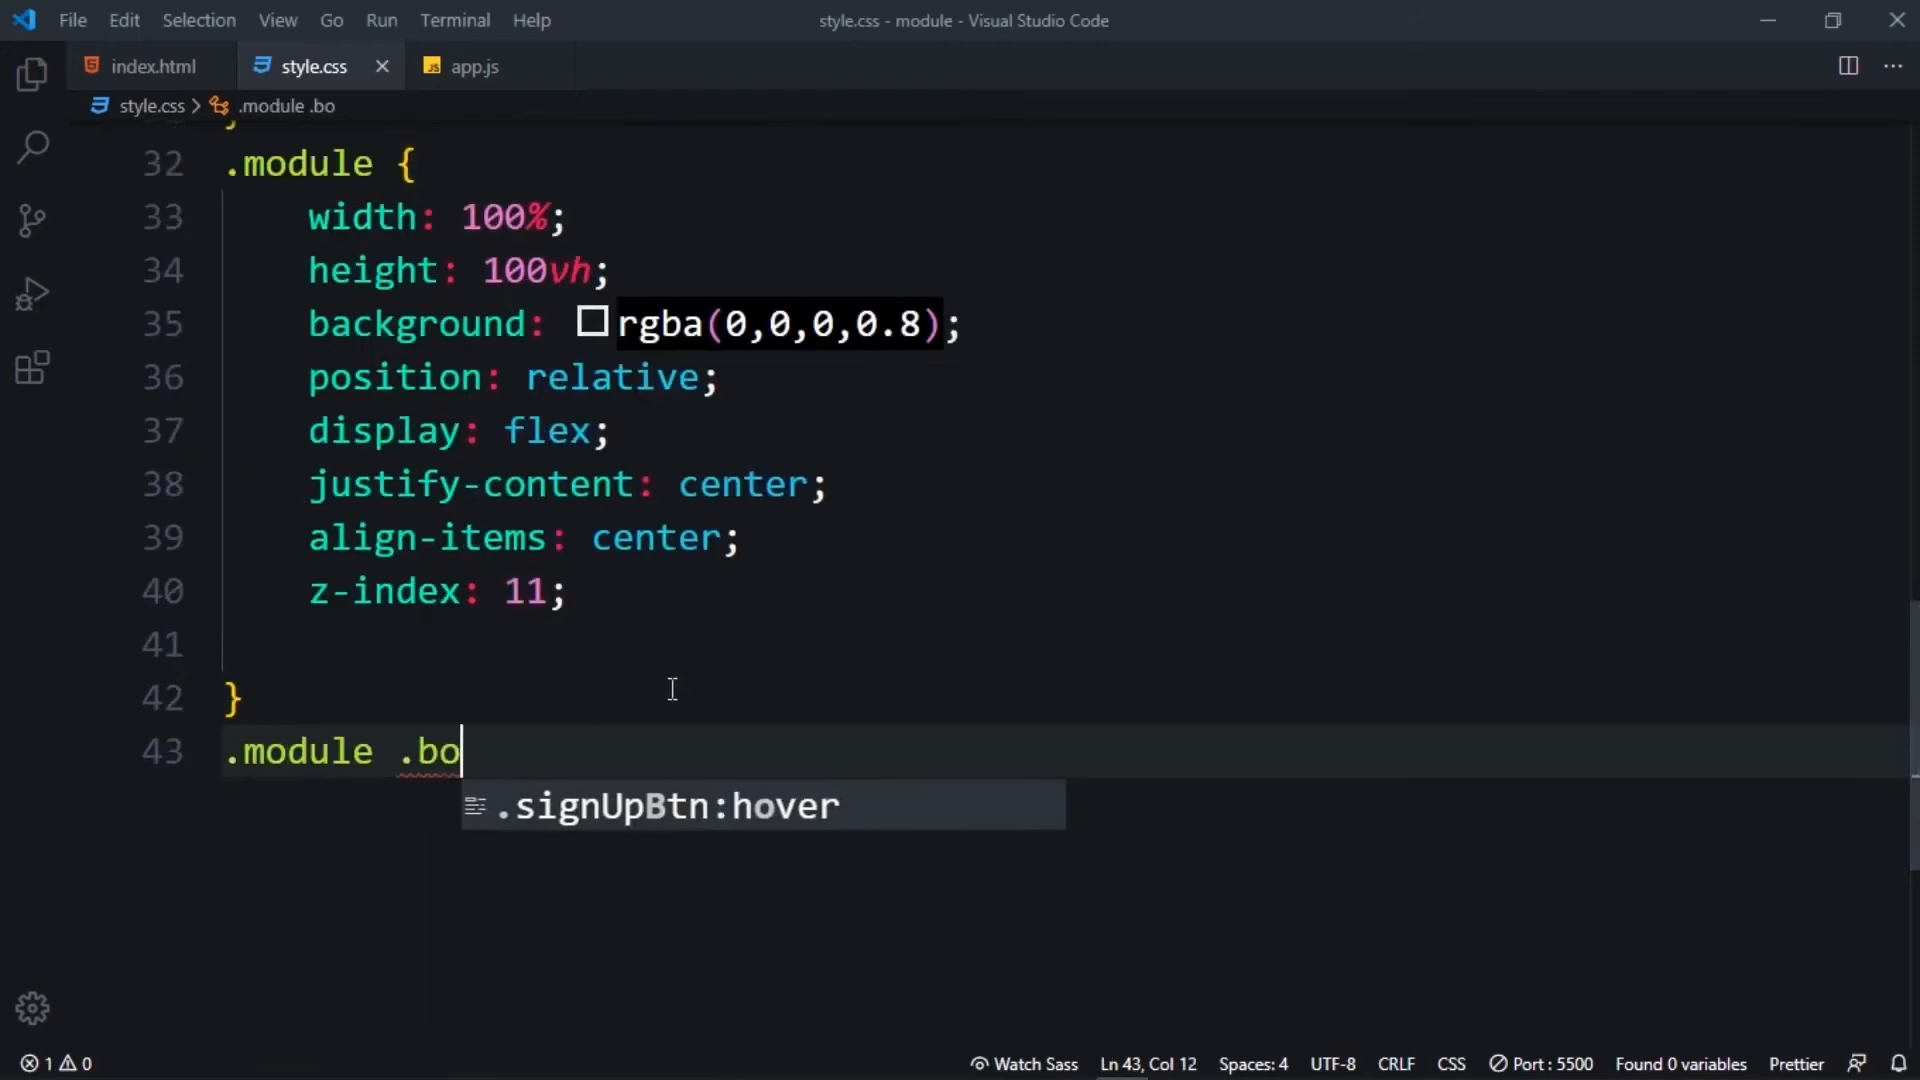 File Edit Selection View Go Run Terminal Help style.css - module - Visual Studio Code
index.html style.css app.js
style.css > .module .bo
32 .module {
33 width: 100%;
34 height: 100vh;
35 background: rgba(0,0,0,0.8);
36 position: relative;
37 display: flex;
38 justify-content: center;
39 align-items: center;
40 z-index: 11;
41
42 }
43 .module .bo
.signUpBtn:hover
1 0 Watch Sass Ln 43, Col 12 Spaces: 4 UTF-8 CRLF CSS Port : 5500 Found 0 variables Prettier